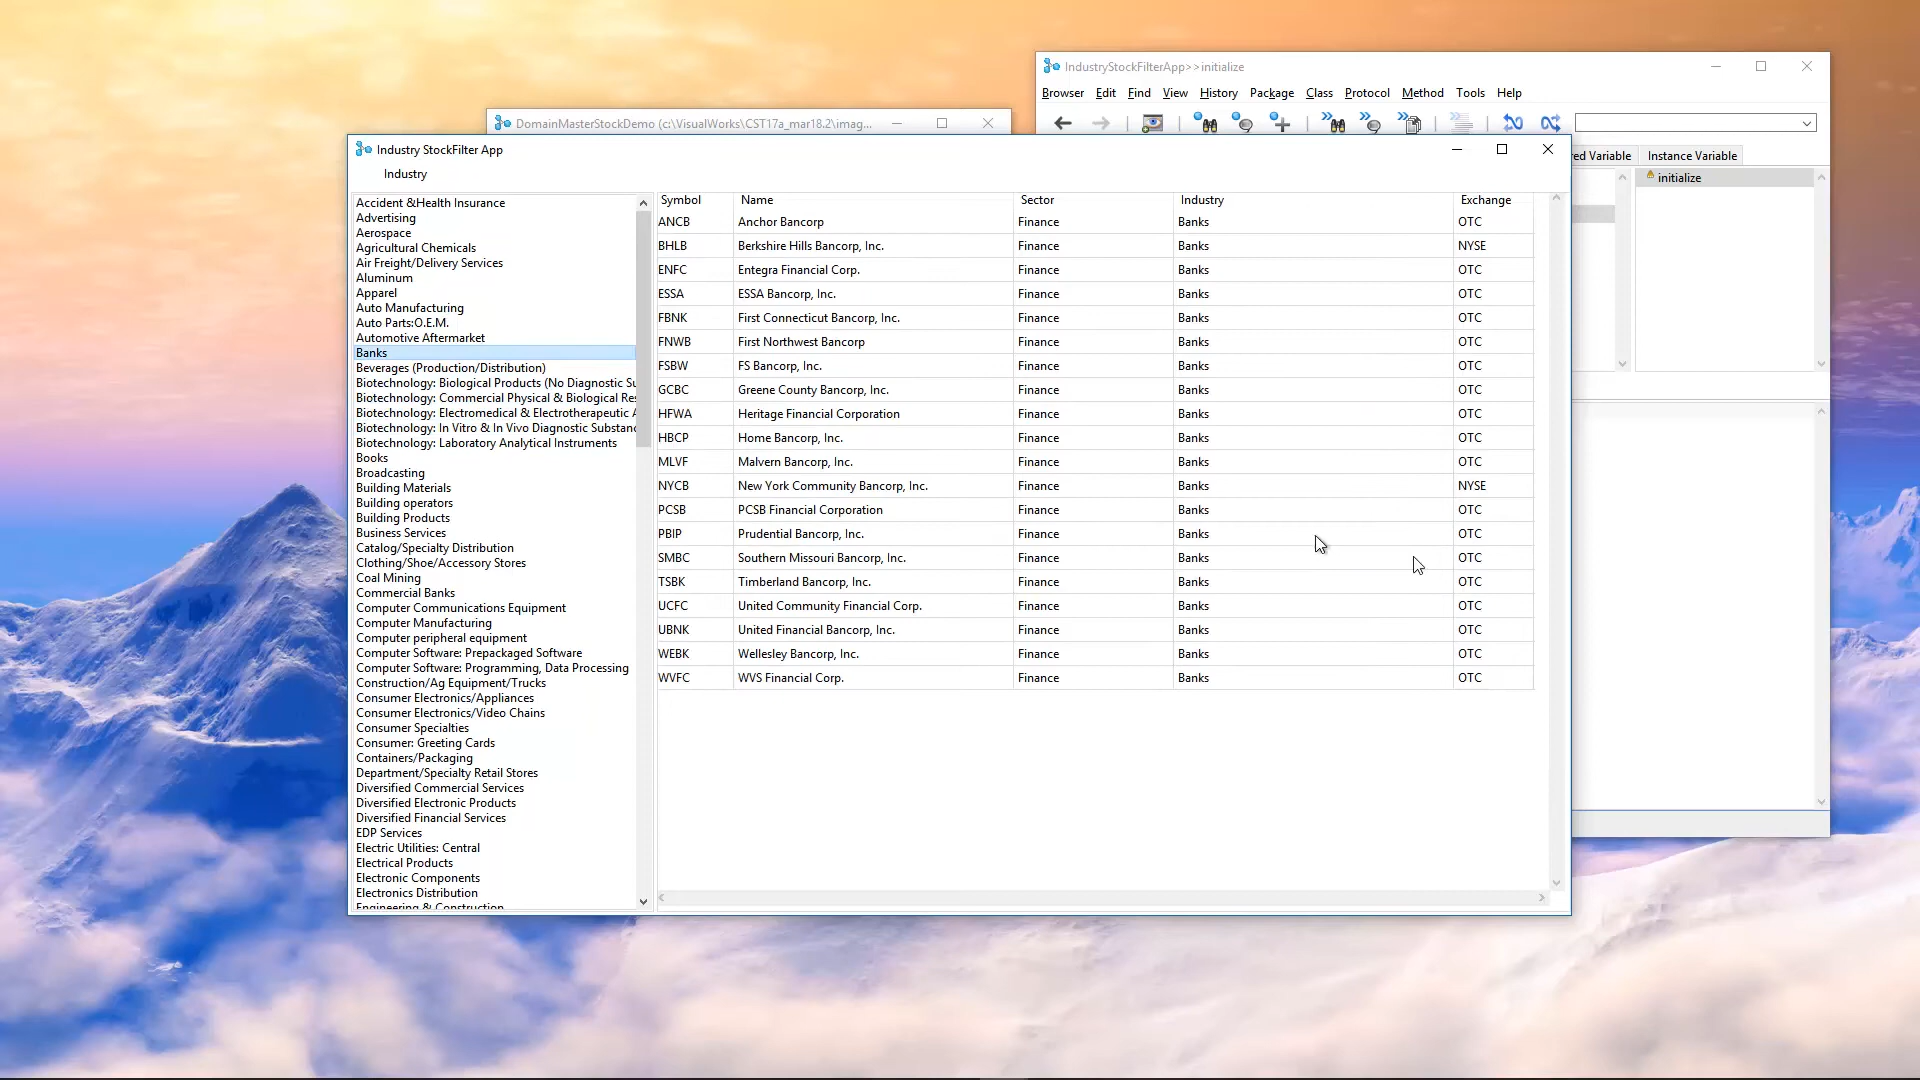 IndustryStockFilterApp>>initialize
Browser Edit Find View History Package Class Protocol Method Tools Help
DomainMasterStockDemo (c:\VisualWorks\CST17a_mar18.2\imag...
Industry StockFilter App
red Variable Instance Variable
Industry
initialize
Accident &Health Insurance
Advertising
Aerospace
Agricultural Chemicals
Air Freight/Delivery Services
Aluminum
Apparel
Auto Manufacturing
Auto Parts:O.E.M.
Automotive Aftermarket
Banks
Beverages (Production/Distribution)
Biotechnology: Biological Products (No Diagnostic Su
Biotechnology: Commercial Physical & Biological Res
Biotechnology: Electromedical & Electrotherapeutic A
Biotechnology: In Vitro & In Vivo Diagnostic Substanc
Biotechnology: Laboratory Analytical Instruments
Books
Broadcasting
Building Materials
Building operators
Building Products
Business Services
Catalog/Specialty Distribution
Clothing/Shoe/Accessory Stores
Coal Mining
Commercial Banks
Computer Communications Equipment
Computer Manufacturing
Computer peripheral equipment
Computer Software: Prepackaged Software
Computer Software: Programming, Data Processing
Construction/Ag Equipment/Trucks
Consumer Electronics/Appliances
Consumer Electronics/Video Chains
Consumer Specialties
Consumer: Greeting Cards
Containers/Packaging
Department/Specialty Retail Stores
Diversified Commercial Services
Diversified Electronic Products
Diversified Financial Services
EDP Services
Electric Utilities: Central
Electrical Products
Electronic Components
Electronics Distribution
Engineering & Construction
Symbol Name Sector Industry Exchange
ANCB Anchor Bancorp Finance Banks OTC
BHLB Berkshire Hills Bancorp, Inc. Finance Banks NYSE
ENFC Entegra Financial Corp. Finance Banks OTC
ESSA ESSA Bancorp, Inc. Finance Banks OTC
FBNK First Connecticut Bancorp, Inc. Finance Banks OTC
FNWB First Northwest Bancorp Finance Banks OTC
FSBW FS Bancorp, Inc. Finance Banks OTC
GCBC Greene County Bancorp, Inc. Finance Banks OTC
HFWA Heritage Financial Corporation Finance Banks OTC
HBCP Home Bancorp, Inc. Finance Banks OTC
MLVF Malvern Bancorp, Inc. Finance Banks OTC
NYCB New York Community Bancorp, Inc. Finance Banks NYSE
PCSB PCSB Financial Corporation Finance Banks OTC
PBIP Prudential Bancorp, Inc. Finance Banks OTC
SMBC Southern Missouri Bancorp, Inc. Finance Banks OTC
TSBK Timberland Bancorp, Inc. Finance Banks OTC
UCFC United Community Financial Corp. Finance Banks OTC
UBNK United Financial Bancorp, Inc. Finance Banks OTC
WEBK Wellesley Bancorp, Inc. Finance Banks OTC
WVFC WVS Financial Corp. Finance Banks OTC